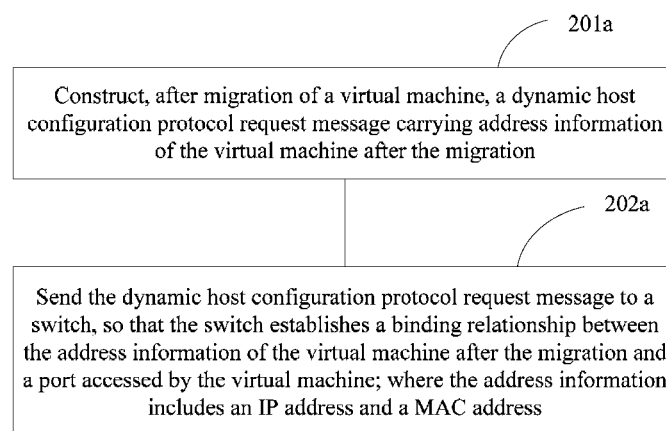 201a
Construct, after migration of a virtual machine, a dynamic host
configuration protocol request message carrying address information
of the virtual machine after the migration
202a
Send the dynamic host configuration protocol request message to a
switch, so that the switch establishes a binding relationship between
the address information of the virtual machine after the migration and
a port accessed by the virtual machine; where the address information
includes an IP address and a MAC address